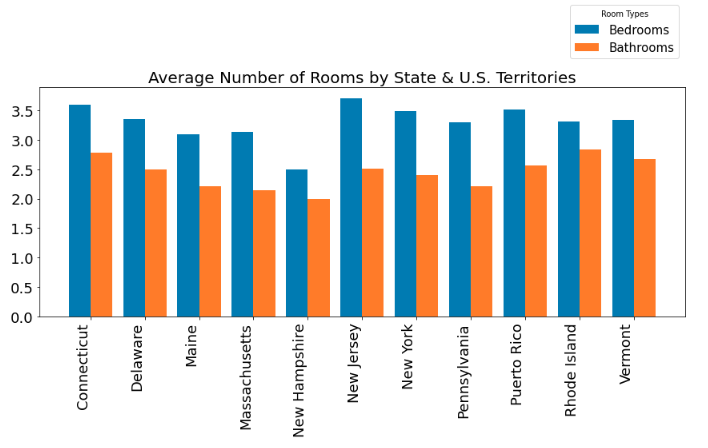 Room Types
Bedrooms
Bathrooms
Average Number of Rooms by State & U.S. Territories
3.5
3.0
2.5
2.0
1.5
1.0
0.5
0.0
Connecticut
Delaware
Maine
Massachusetts
New Hampshire
New Jersey
New York
Pennsylvania
Puerto Rico
Rhode Island
Vermont